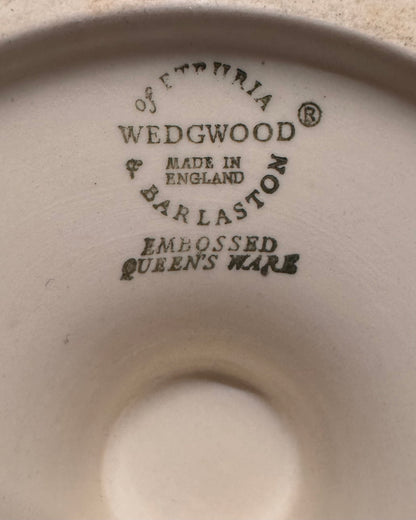 of ETRURIA
WEDGWOOD ®
MADE IN
ENGLAND
& BARLASTON
EMBOSSED
QUEEN'S WARE